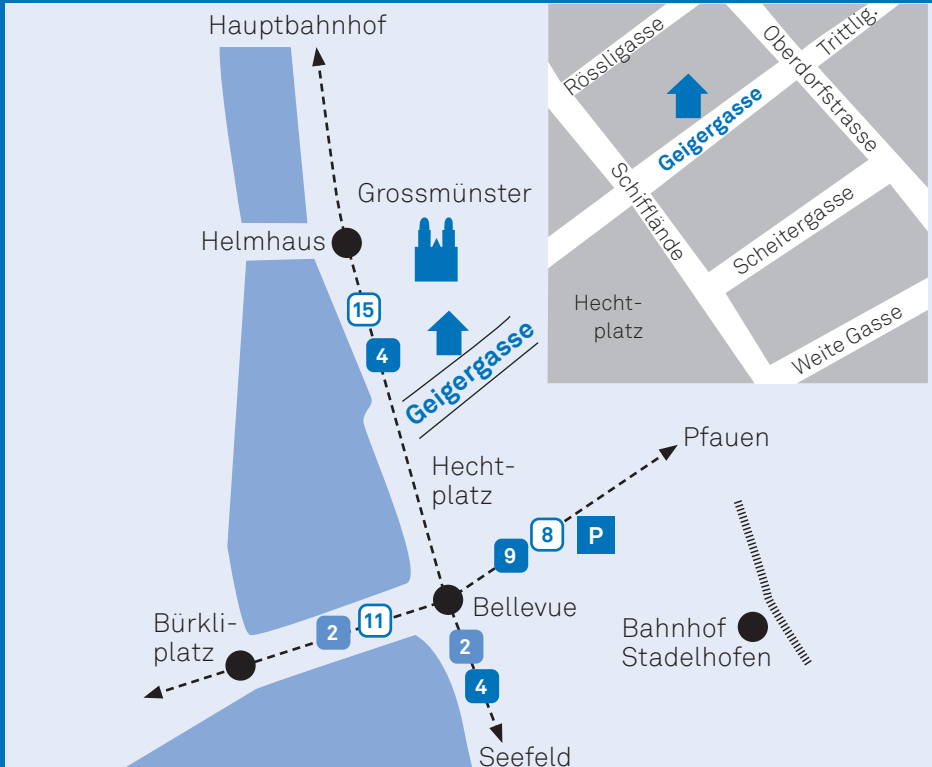 Hauptbahnhof
Grossmünster
Helmhaus
15
4
Geigergasse
Hecht-
platz
Pfauen
8
P
9
Bellevue
11
2
Bürkli-
platz
2
4
Bahnhof
Stadelhofen
Seefeld
Rössligasse
Oberdorfstrasse
Trittlig.
Geigergasse
Schifflände
Scheitergasse
Hecht-
platz
Weite Gasse